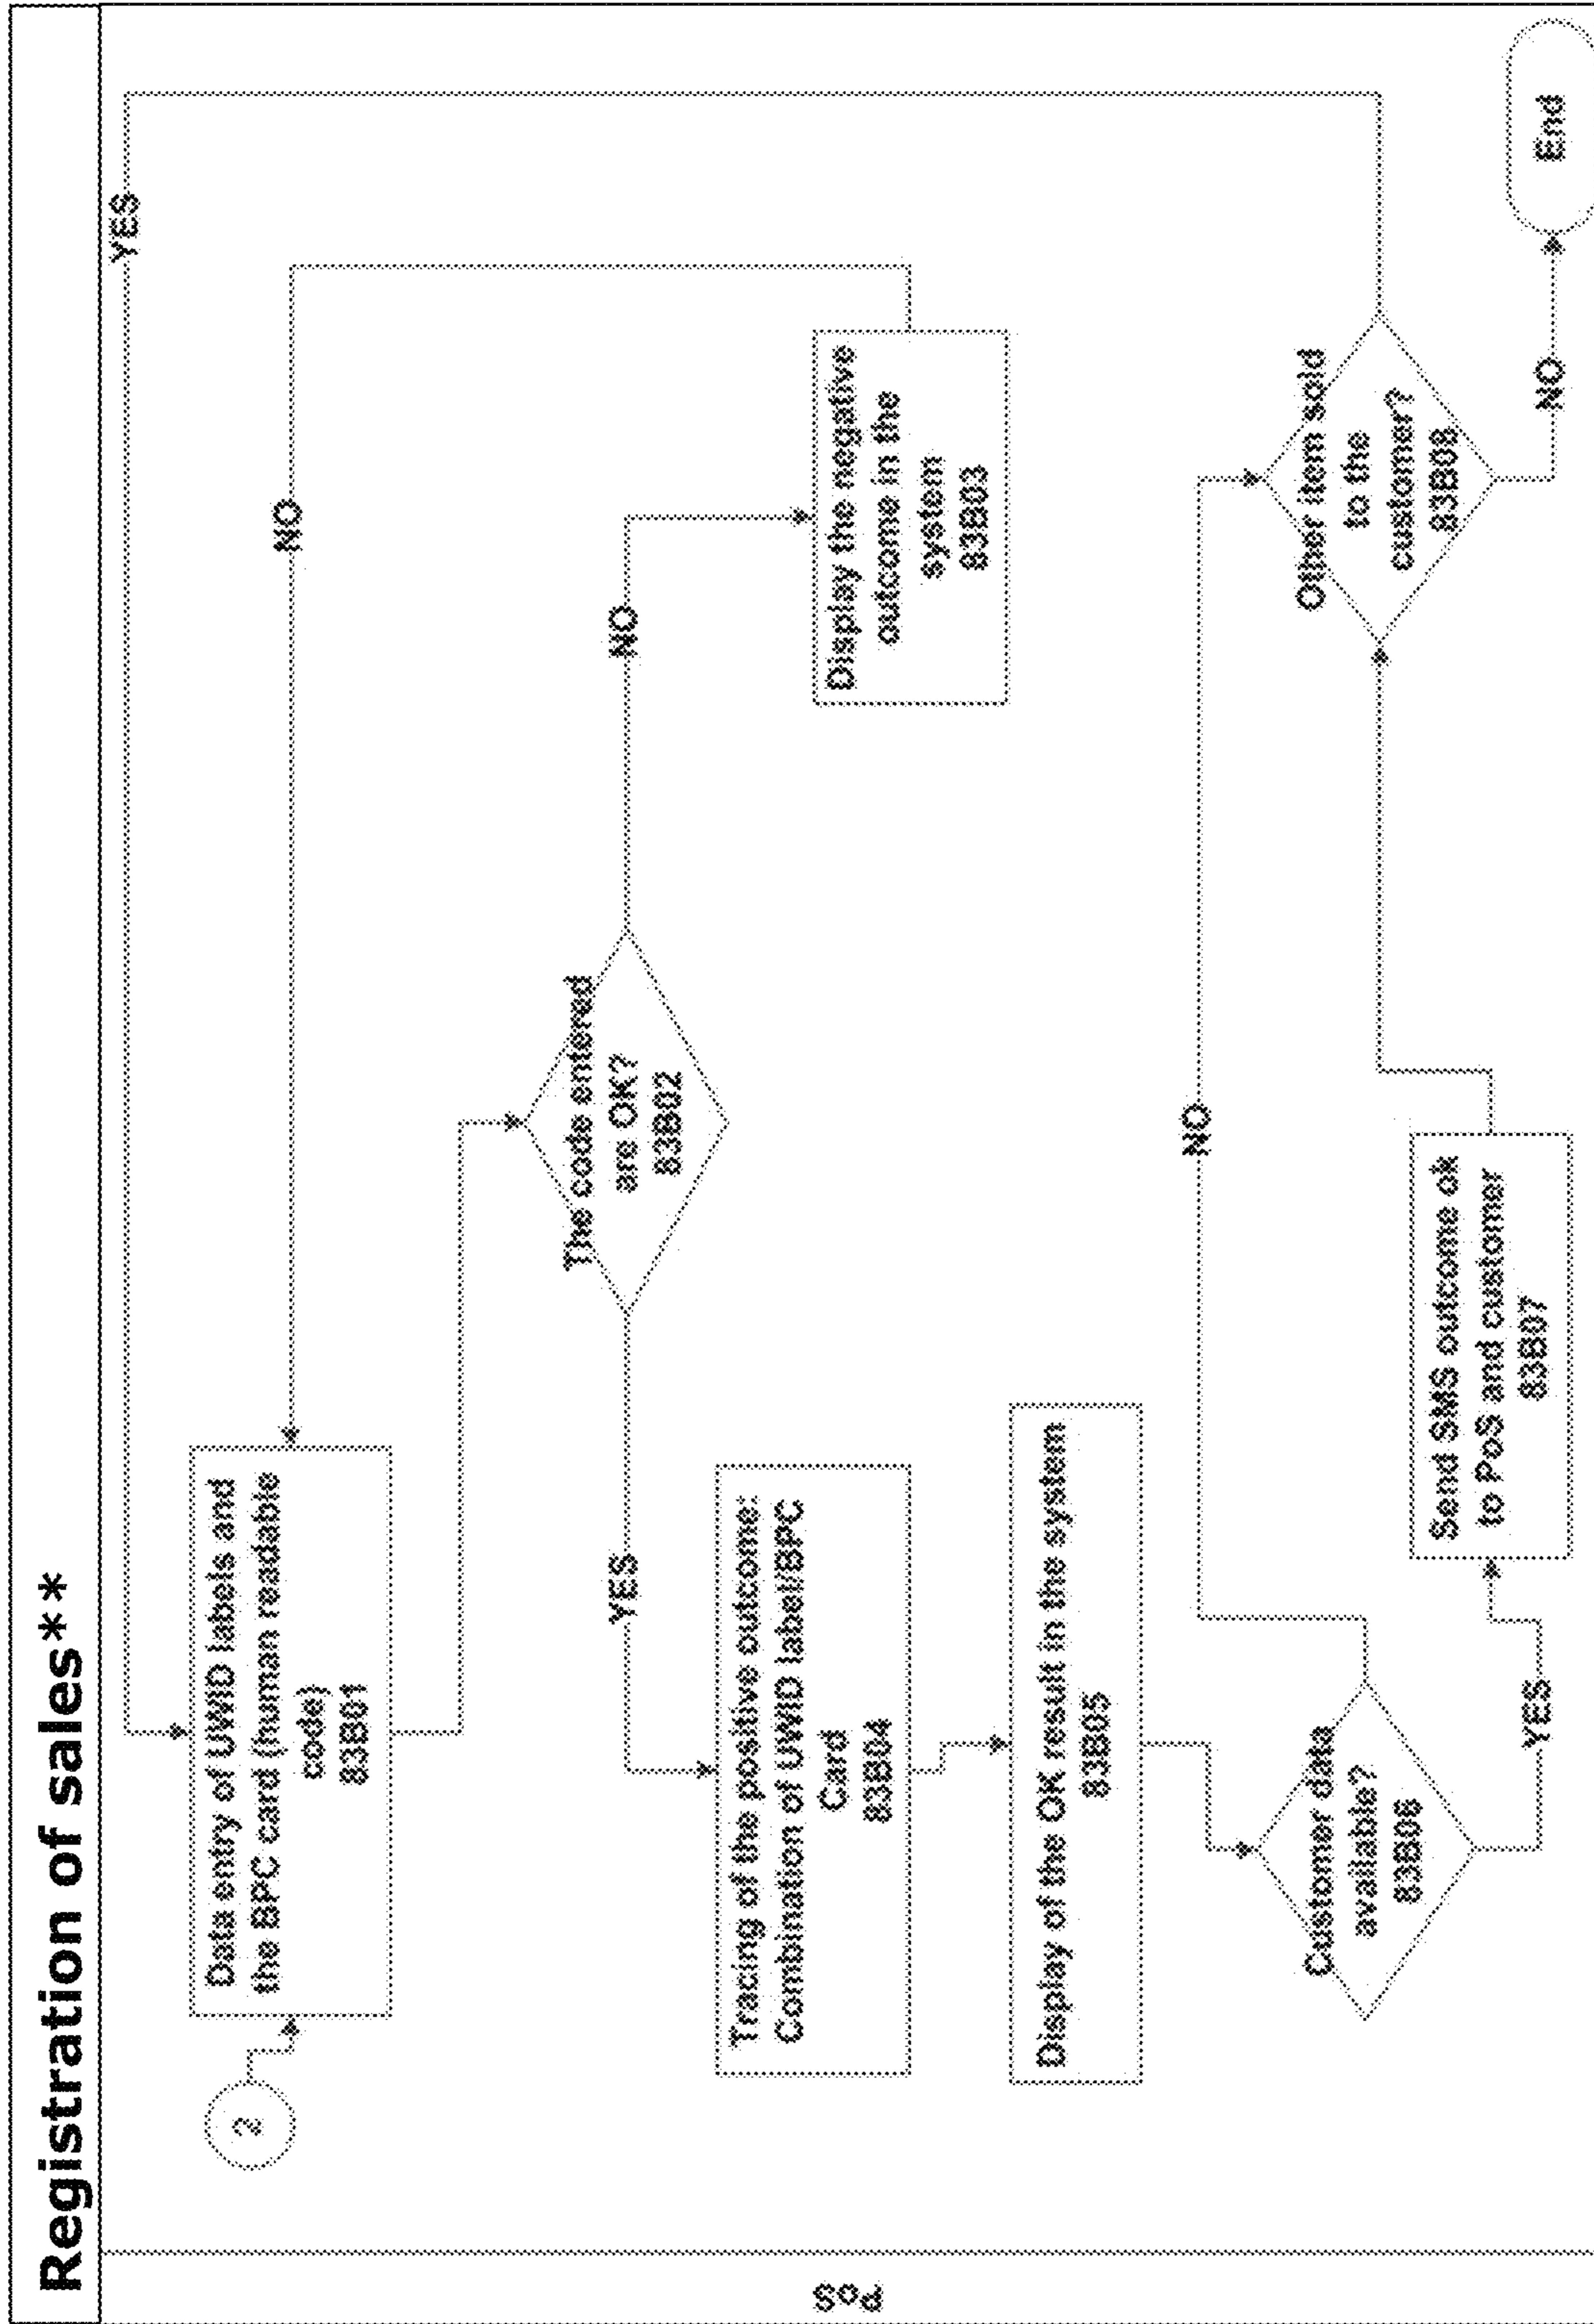 Registration of sales**
PoS
2
Data entry of UWID labels and
the BPC card (human readable
code)
83B01
YES
NO
The code entered
are OK?
83B02
NO
Display the negative
outcome in the
system
83B03
YES
Tracing of the positive outcome:
Combination of UWID label/BPC
Card
83B04
Display of the OK result in the system
83B05
Customer data
available?
83B06
NO
YES
Send SMS outcome ok
to PoS and customer
83B07
Other item sold
to the
customer?
83B08
NO
End